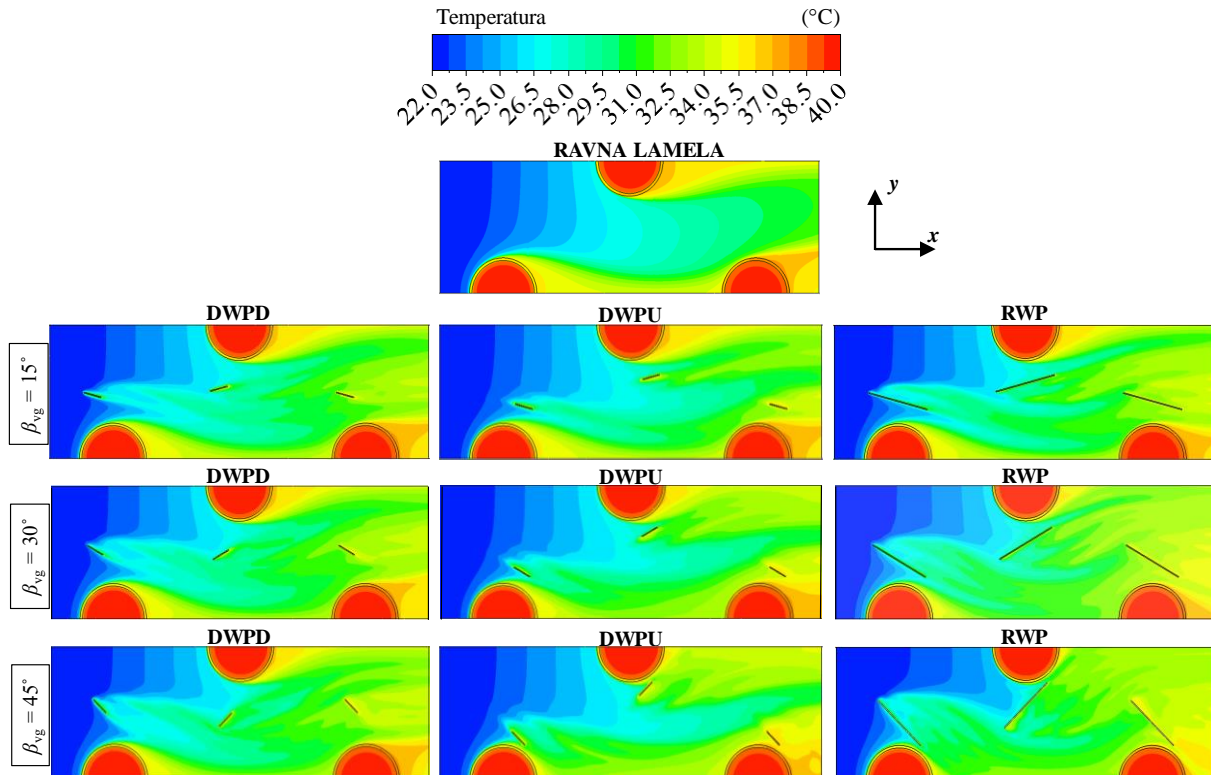 Temperatura (°C)
22.0 23.5 25.0 26.5 28.0 29.5 31.0 32.5 34.0 35.5 37.0 38.5 40.0
RAVNA LAMELA
y
x
DWPD DWPU RWP
βvg = 15°
DWPD DWPU RWP
βvg = 30°
DWPD DWPU RWP
βvg = 45°